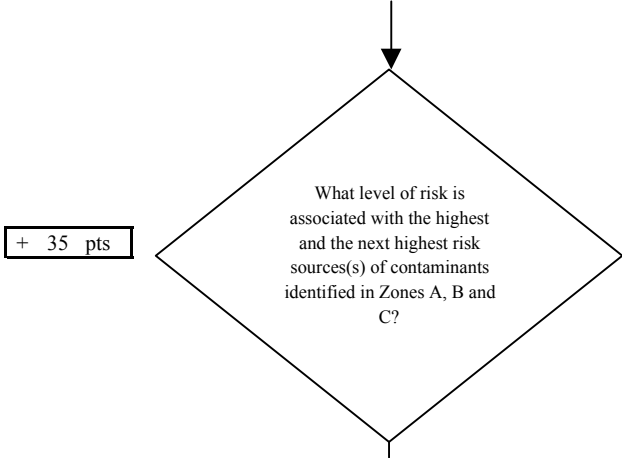 What level of risk is
associated with the highest
and the next highest risk
sources(s) of contaminants
identified in Zones A, B and
C?
+ 35 pts